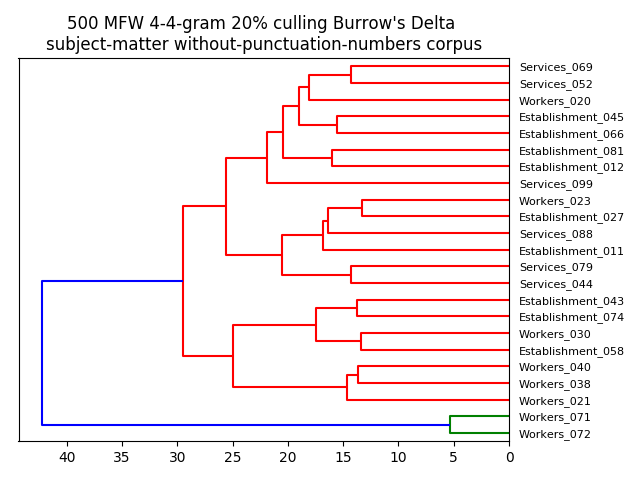 500 MFW 4-4-gram 20% culling Burrow's Delta
subject-matter without-punctuation-numbers corpus
Services_069
Services_052
Workers_020
Establishment_045
Establishment_066
Establishment_081
Establishment_012
Services_099
Workers_023
Establishment_027
Services_088
Establishment_011
Services_079
Services_044
Establishment_043
Establishment_074
Workers_030
Establishment_058
Workers_040
Workers_038
Workers_021
Workers_071
Workers_072
40 35 30 25 20 15 10 5 0